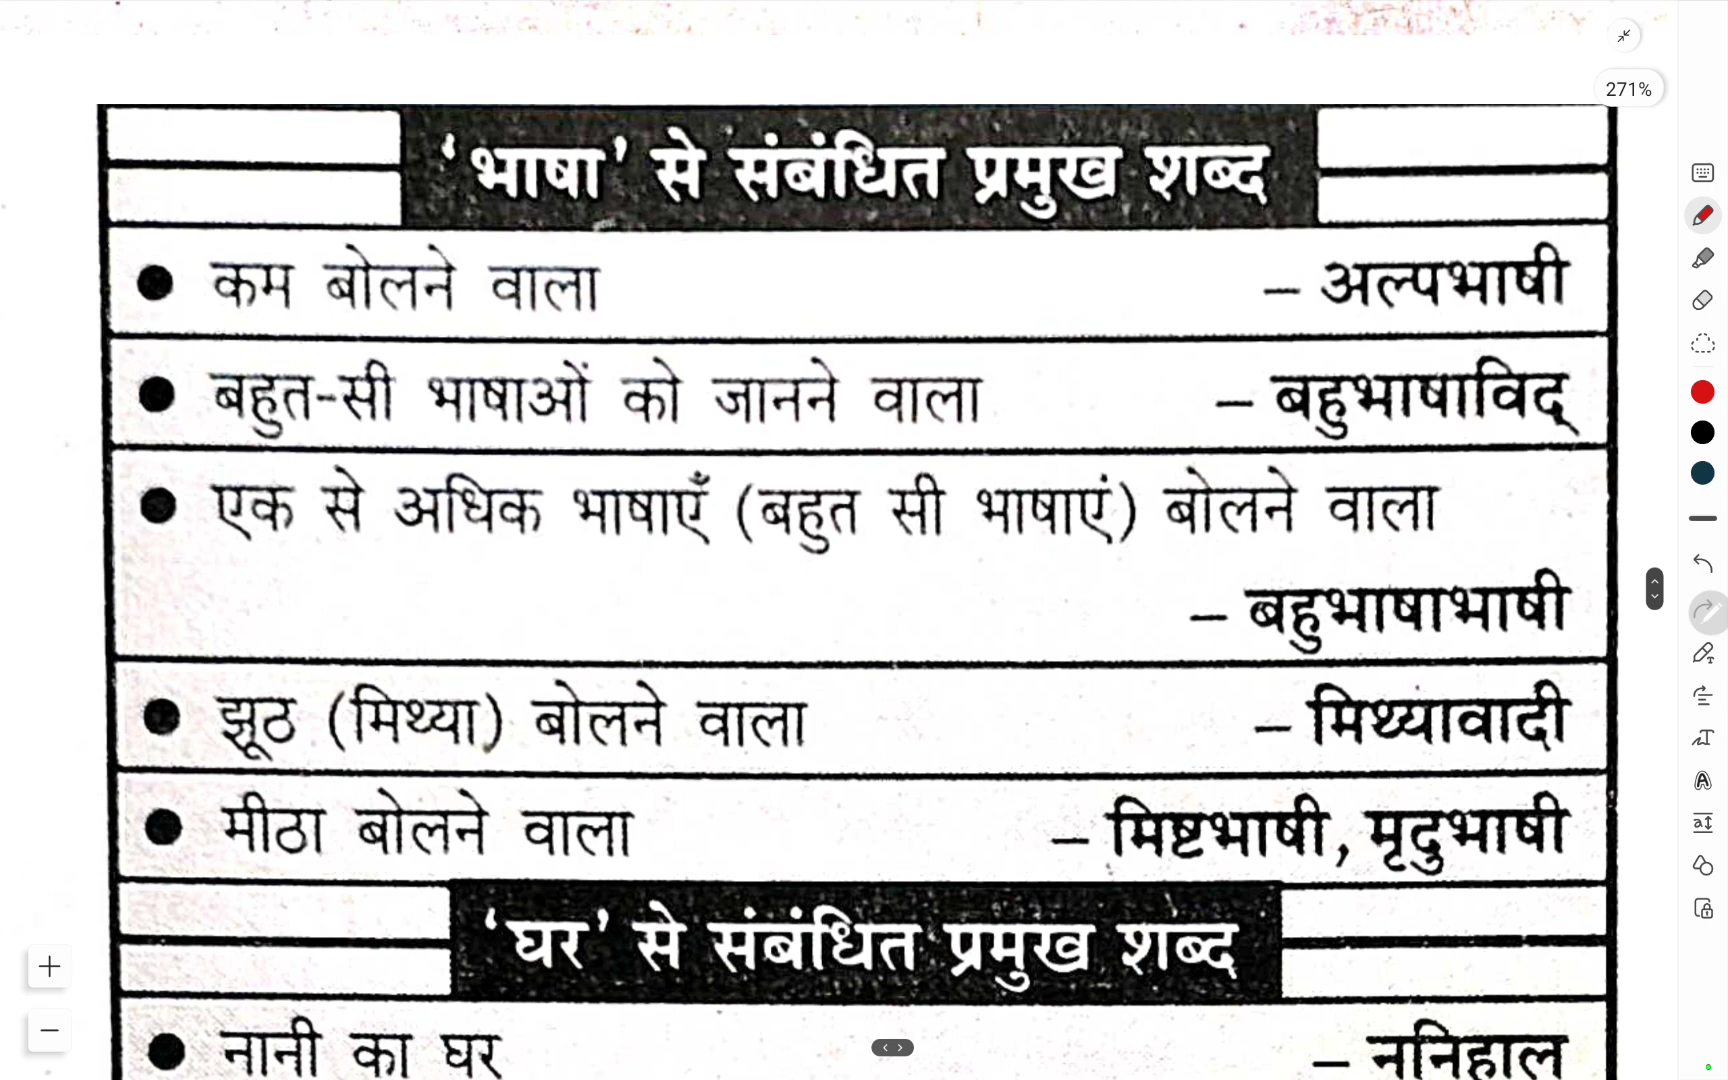 271%
‘भाषा’ से संबंधित प्रमुख शब्द
● कम बोलने वाला – अल्पभाषी
● बहुत-सी भाषाओं को जानने वाला – बहुभाषाविद्
● एक से अधिक भाषाएँ (बहुत सी भाषाएं) बोलने वाला
– बहुभाषाभाषी
● झूठ (मिथ्या) बोलने वाला – मिथ्यावादी
● मीठा बोलने वाला – मिष्टभाषी, मृदुभाषी
‘घर’ से संबंधित प्रमुख शब्द
● नानी का घर – ननिहाल